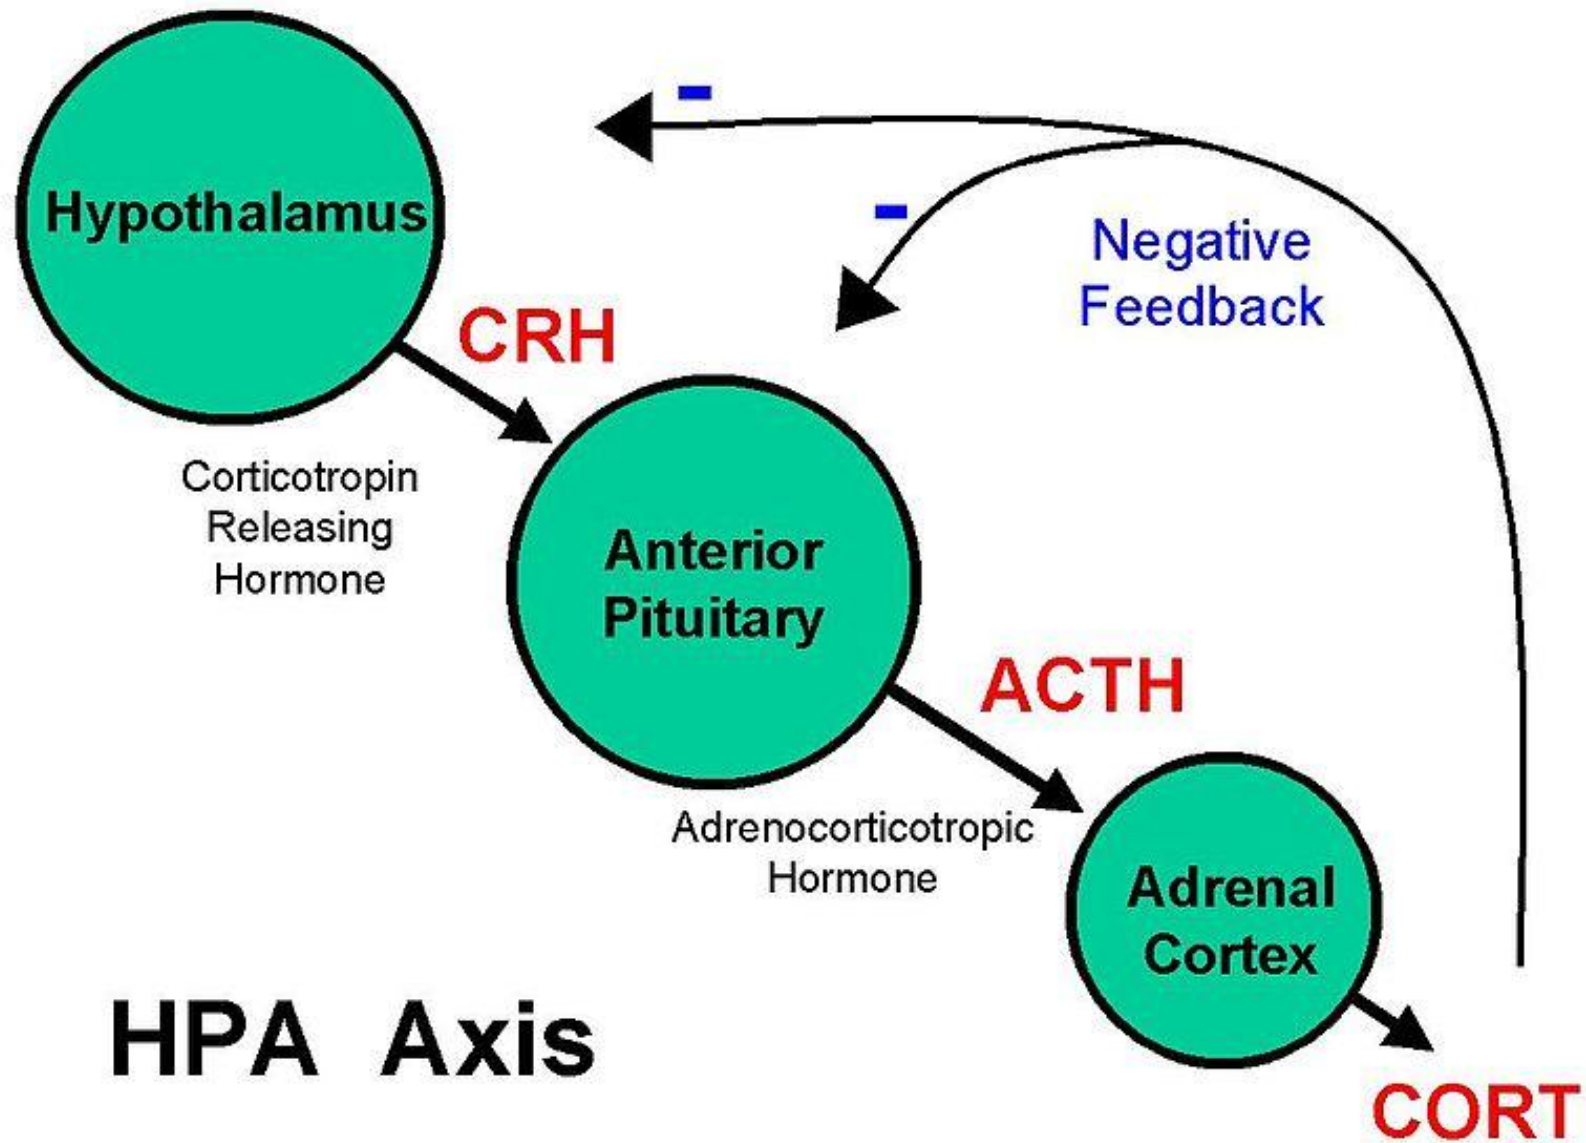 -
-
Hypothalamus
Negative
Feedback
CRH
Corticotropin
Releasing
Hormone
Anterior
Pituitary
ACTH
Adrenocorticotropic
Hormone
Adrenal
Cortex
HPA Axis
CORT